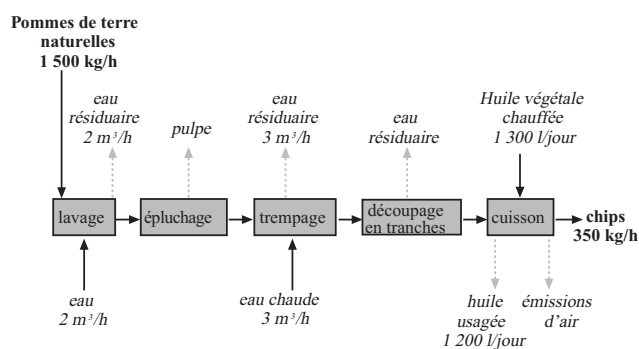 Pommes de terre
naturelles
1 500 kg/h
eau
résiduaire
2 m³/h
pulpe
eau
résiduaire
3 m³/h
eau
résiduaire
Huile végétale
chauffée
1 300 l/jour
lavage
épluchage
trempage
découpage
en tranches
cuisson
chips
350 kg/h
eau
2 m³/h
eau chaude
3 m³/h
huile
usagée
1 200 l/jour
émissions
d'air